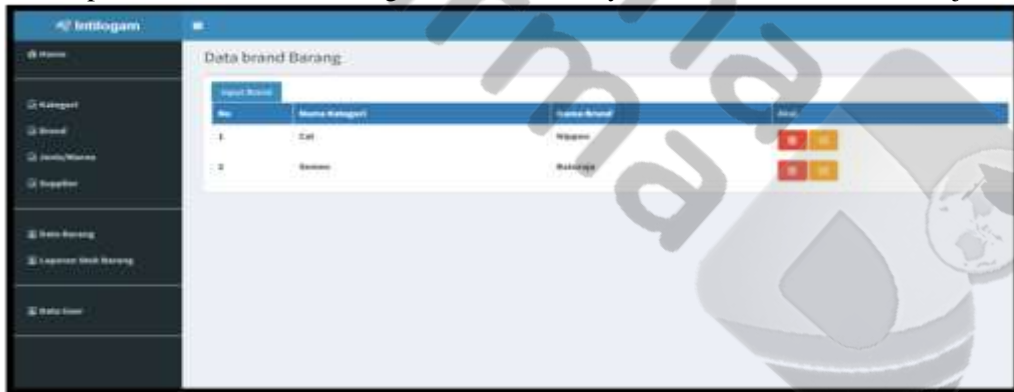 Intilogam
Home
Data brand Barang
Input Brand
No Nama Kategori Nama Brand Aksi
Kategori
1 Cat Nippon
Brand
2 Semen Baturaja
Jenis/Warna
Supplier
Data Barang
Laporan Stok Barang
Data User